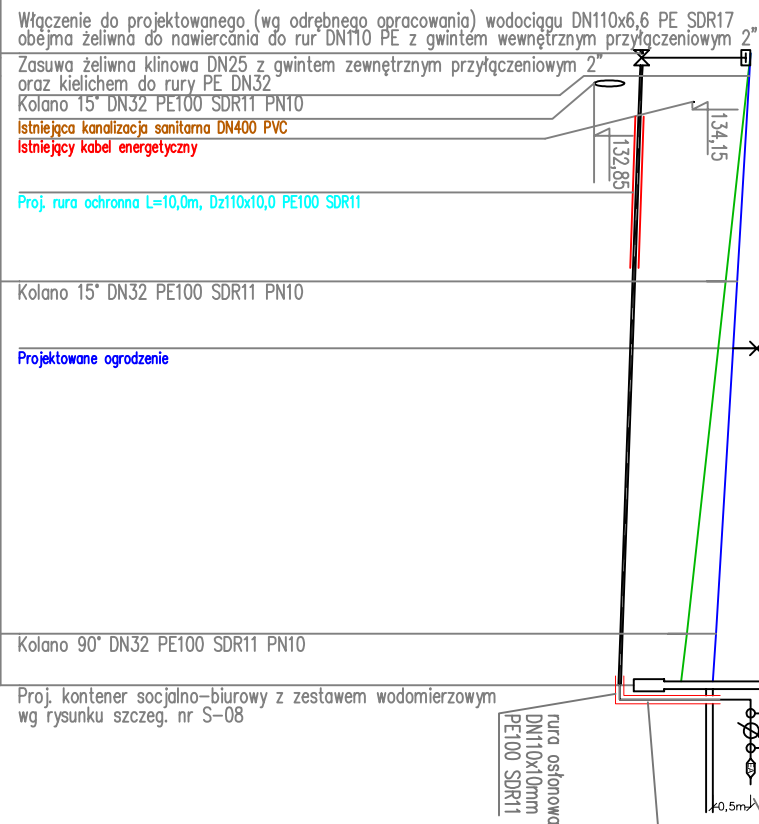 Włączenie do projektowanego (wg odrębnego opracowania) wodociągu DN110x6,6 PE SDR17
obejma żeliwna do nawiercania do rur DN110 PE z gwintem wewnętrznym przyłączeniowym 2"
Zasuwa żeliwna klinowa DN25 z gwintem zewnętrznym przyłączeniowym 2"
oraz kielichem do rury PE DN32
Kolano 15° DN32 PE100 SDR11 PN10
Istniejąca kanalizacja sanitarna DN400 PVC
Istniejący kabel energetyczny
132,85
134,15
Proj. rura ochronna L=10,0m, Dz110x10,0 PE100 SDR11
Kolano 15° DN32 PE100 SDR11 PN10
Projektowane ogrodzenie
Kolano 90° DN32 PE100 SDR11 PN10
Proj. kontener socjalno-biurowy z zestawem wodomierzowym
wg rysunku szczeg. nr S-08
rura osłonowa
DN110x10mm
PE100 SDR11
EA
0,5m